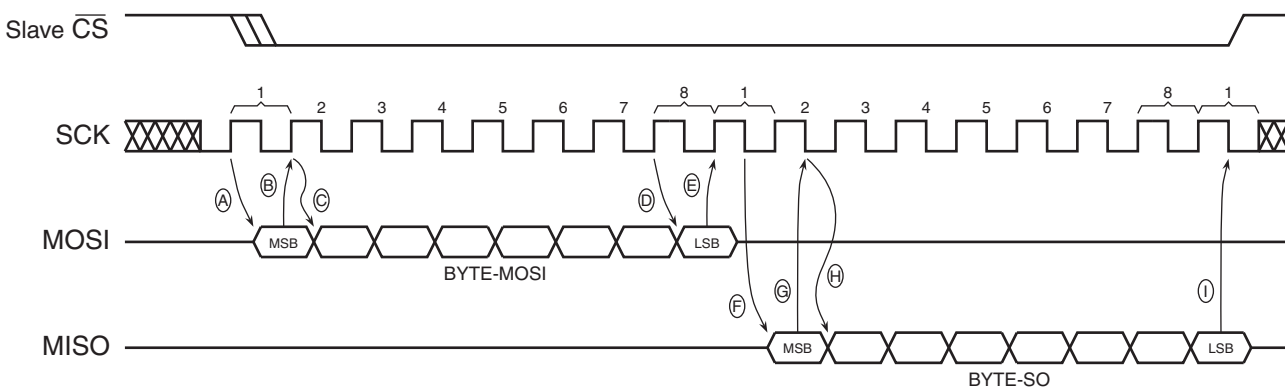 Slave CS
1 2 3 4 5 6 7 8 1 2 3 4 5 6 7 8 1
SCK
A B C D E
MOSI MSB LSB
BYTE-MOSI
F G H I
MISO MSB LSB
BYTE-SO